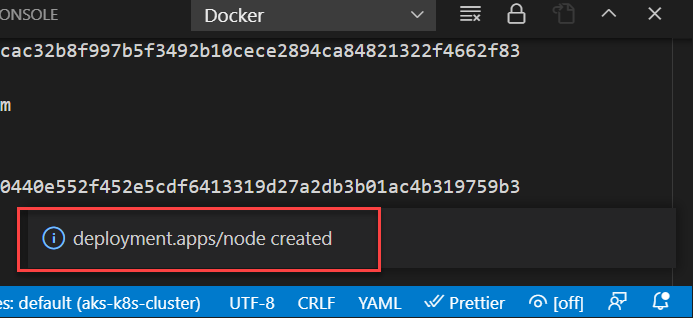 ONSOLE Docker
cac32b8f997b5f3492b10cece2894ca84821322f4662f83
m
0440e552f452e5cdf6413319d27a2db3b01ac4b319759b3
deployment.apps/node created
es: default (aks-k8s-cluster) UTF-8 CRLF YAML Prettier [off]